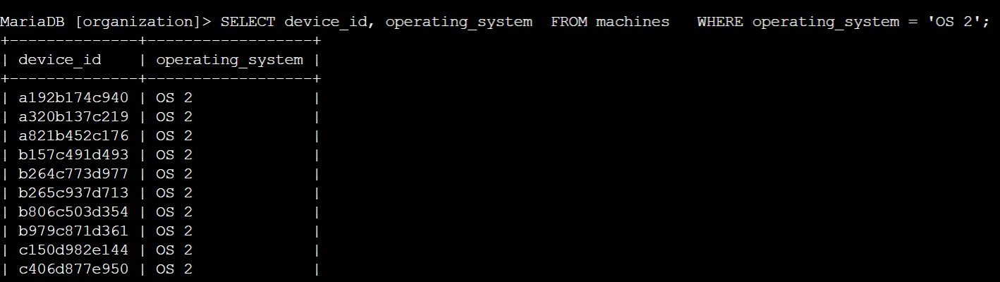 MariaDB [organization]> SELECT device_id, operating_system  FROM machines   WHERE operating_system = 'OS 2';
+--------------+------------------+
| device_id    | operating_system |
+--------------+------------------+
| a192b174c940 | OS 2             |
| a320b137c219 | OS 2             |
| a821b452c176 | OS 2             |
| b157c491d493 | OS 2             |
| b264c773d977 | OS 2             |
| b265c937d713 | OS 2             |
| b806c503d354 | OS 2             |
| b979c871d361 | OS 2             |
| c150d982e144 | OS 2             |
| c406d877e950 | OS 2             |